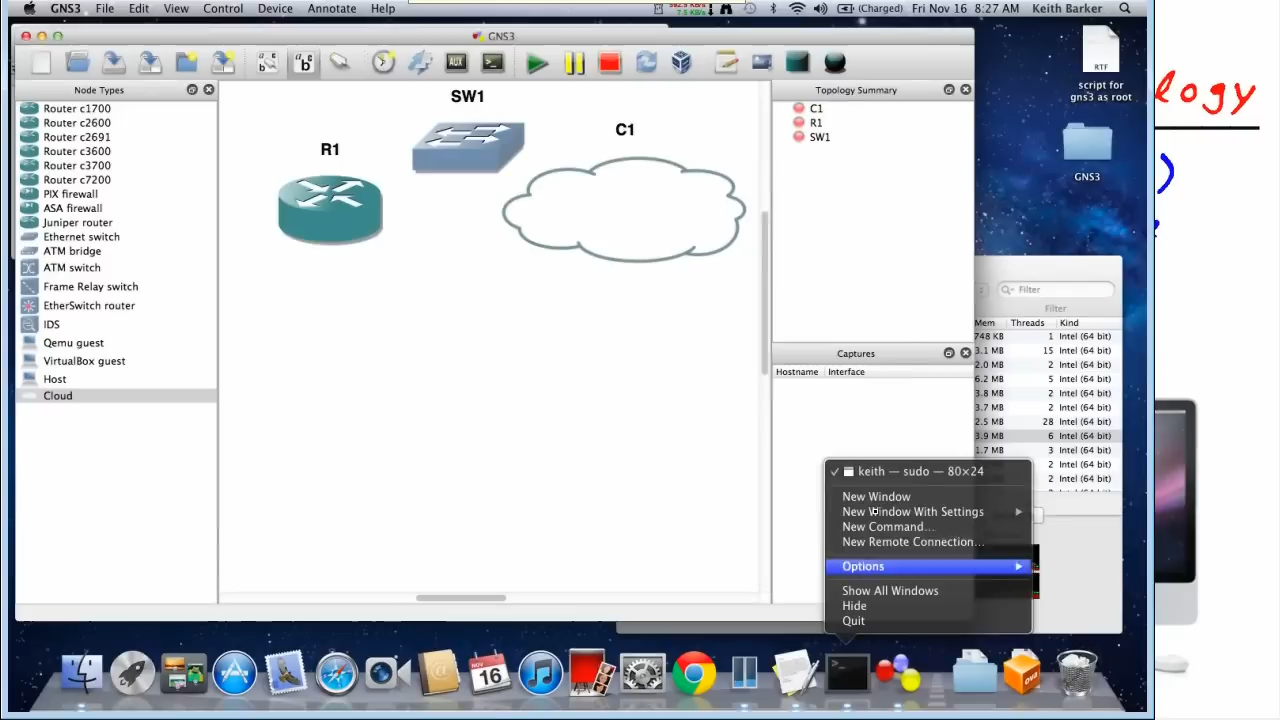 GNS3 File Edit View Control Device Annotate Help (Charged) Fri Nov 16 8:27 AM Keith Barker
GNS3
AUX
Node Types
Router c1700
Router c2600
Router c2691
Router c3600
Router c3700
Router c7200
PIX firewall
ASA firewall
Juniper router
Ethernet switch
ATM bridge
ATM switch
Frame Relay switch
EtherSwitch router
IDS
Qemu guest
VirtualBox guest
Host
Cloud
SW1
R1
C1
Topology Summary
C1
R1
SW1
Captures
Hostname Interface
RTF
script for
gns3 as root
GNS3
logy
Filter
Filter
Mem Threads Kind
748 KB 1 Intel (64 bit)
3.1 MB 15 Intel (64 bit)
2.0 MB 2 Intel (64 bit)
6.2 MB 5 Intel (64 bit)
3.8 MB 2 Intel (64 bit)
3.7 MB 2 Intel (64 bit)
2.5 MB 28 Intel (64 bit)
3.9 MB 6 Intel (64 bit)
1.7 MB 3 Intel (64 bit)
2 Intel (64 bit)
2 Intel (64 bit)
keith — sudo — 80×24
New Window
New Window With Settings
New Command...
New Remote Connection...
Options
Show All Windows
Hide
Quit
NOV
16
OVA